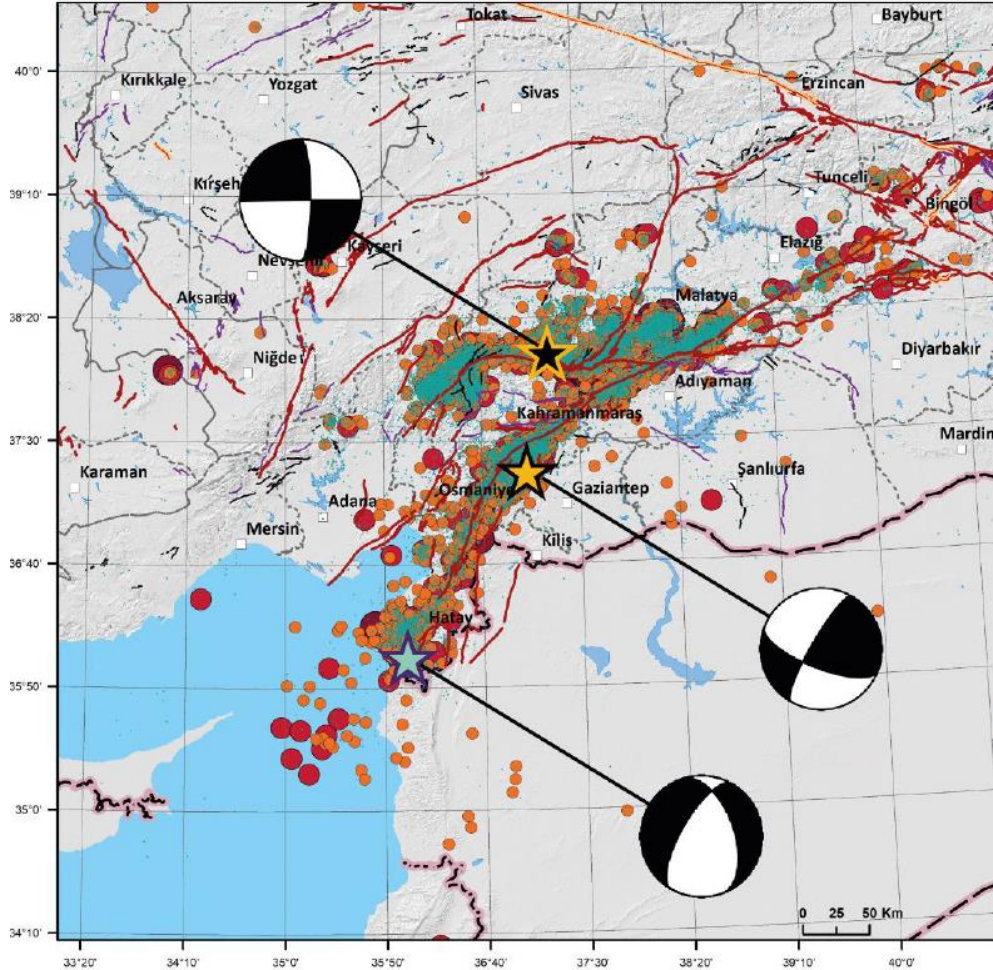 Tokat
Bayburt
40°0'
Kırıkkale
Yozgat
Sivas
Erzincan
39°10'
Kırşeh
Tunceli
Bingöl
Elazığ
Kayseri
Nevşehir
Aksaray
Malatya
38°20'
Niğde
Diyarbakır
Adıyaman
Kahramanmaraş
37°30'
Mardin
Karaman
Şanlıurfa
Adana
Osmaniye
Gaziantep
Mersin
Kilis
36°40'
Hatay
35°50'
35°0'
0 25 50 Km
34°10'
33°20' 34°10' 35°0' 35°50' 36°40' 37°30' 38°20' 39°10' 40°0'